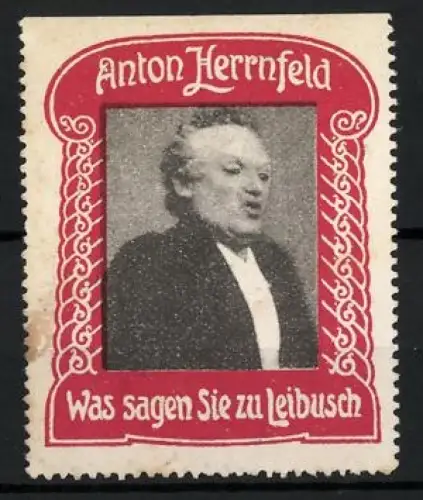 Anton Herrnfeld
Was sagen Sie zu Leibusch